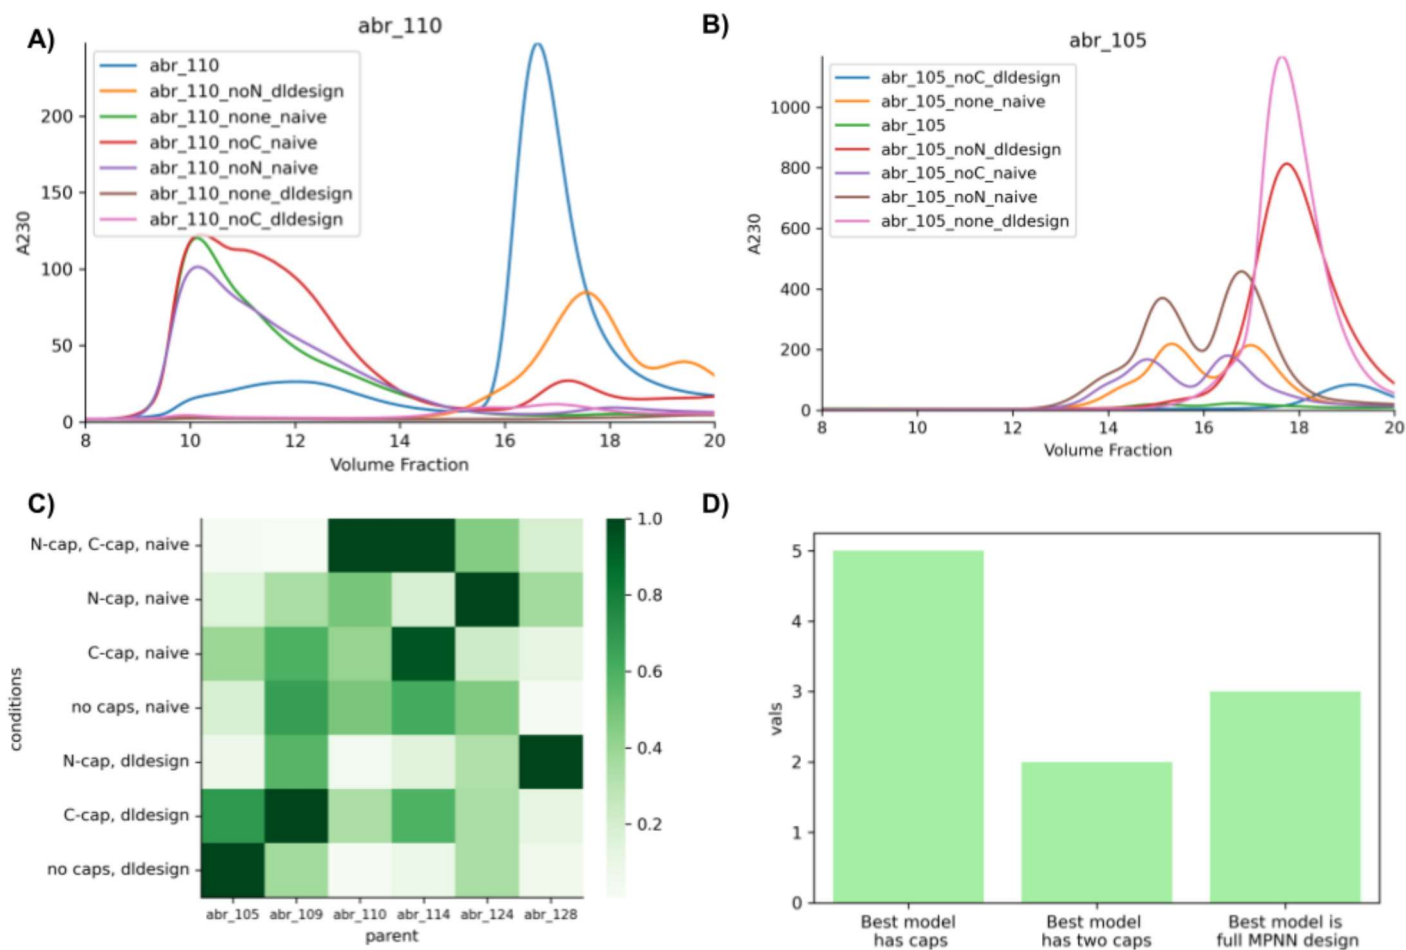 A)
abr_110
abr_110
abr_110_noN_dldesign
abr_110_none_naive
abr_110_noC_naive
abr_110_noN_naive
abr_110_none_dldesign
abr_110_noC_dldesign
A230
200
150
100
50
0
8 10 12 14 16 18 20
Volume Fraction
B)
abr_105
abr_105_noC_dldesign
abr_105_none_naive
abr_105
abr_105_noN_dldesign
abr_105_noC_naive
abr_105_noN_naive
abr_105_none_dldesign
A230
1000
800
600
400
200
0
8 10 12 14 16 18 20
Volume Fraction
C)
conditions
N-cap, C-cap, naive
N-cap, naive
C-cap, naive
no caps, naive
N-cap, dldesign
C-cap, dldesign
no caps, dldesign
abr_105 abr_109 abr_110 abr_114 abr_124 abr_128
parent
1.0
0.8
0.6
0.4
0.2
D)
vals
5
4
3
2
1
0
Best model
has caps
Best model
has two caps
Best model is
full MPNN design